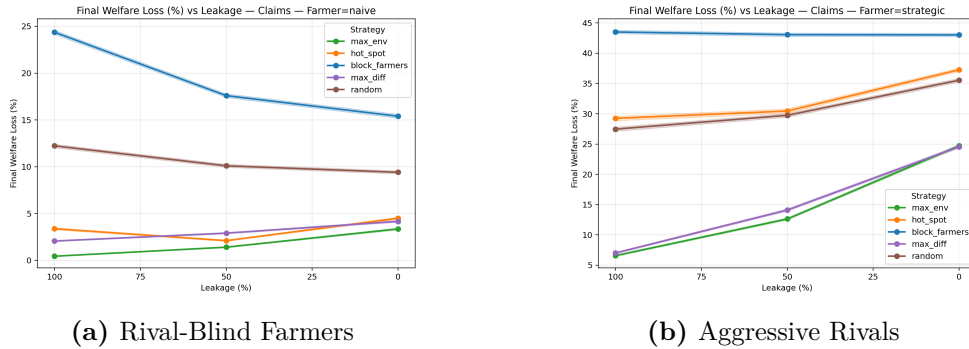 Final Welfare Loss (%) vs Leakage — Claims — Farmer=naive
Final Welfare Loss (%)
25
20
15
10
5
0
Strategy
max_env
hot_spot
block_farmers
max_diff
random
100
75
50
25
0
Leakage (%)
(a) Rival-Blind Farmers
Final Welfare Loss (%) vs Leakage — Claims — Farmer=strategic
Final Welfare Loss (%)
45
40
35
30
25
20
15
10
5
Strategy
max_env
hot_spot
block_farmers
max_diff
random
100
75
50
25
0
Leakage (%)
(b) Aggressive Rivals